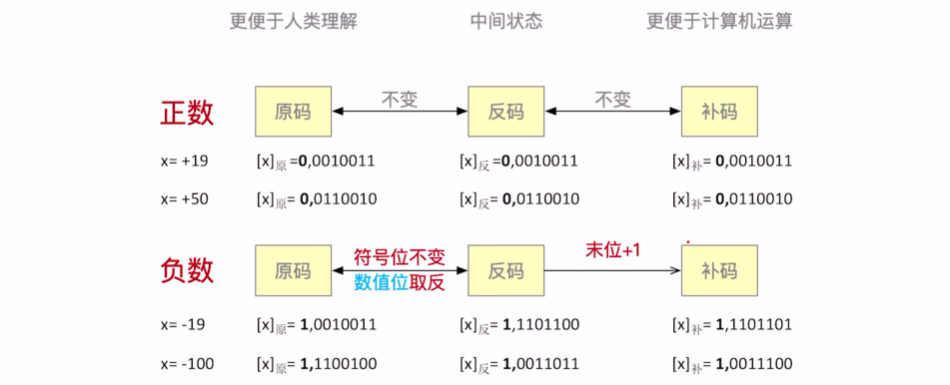 更便于人类理解 中间状态 更便于计算机运算
正数 原码 不变 反码 不变 补码
x= +19 [x]原 =0,0010011 [x]反 =0,0010011 [x]补= 0,0010011
x= +50 [x]原= 0,0110010 [x]反= 0,0110010 [x]补= 0,0110010
负数 原码 符号位不变 反码 末位+1 补码
数值位取反
x= -19 [x]原= 1,0010011 [x]反= 1,1101100 [x]补= 1,1101101
x= -100 [x]原= 1,1100100 [x]反= 1,0011011 [x]补= 1,0011100